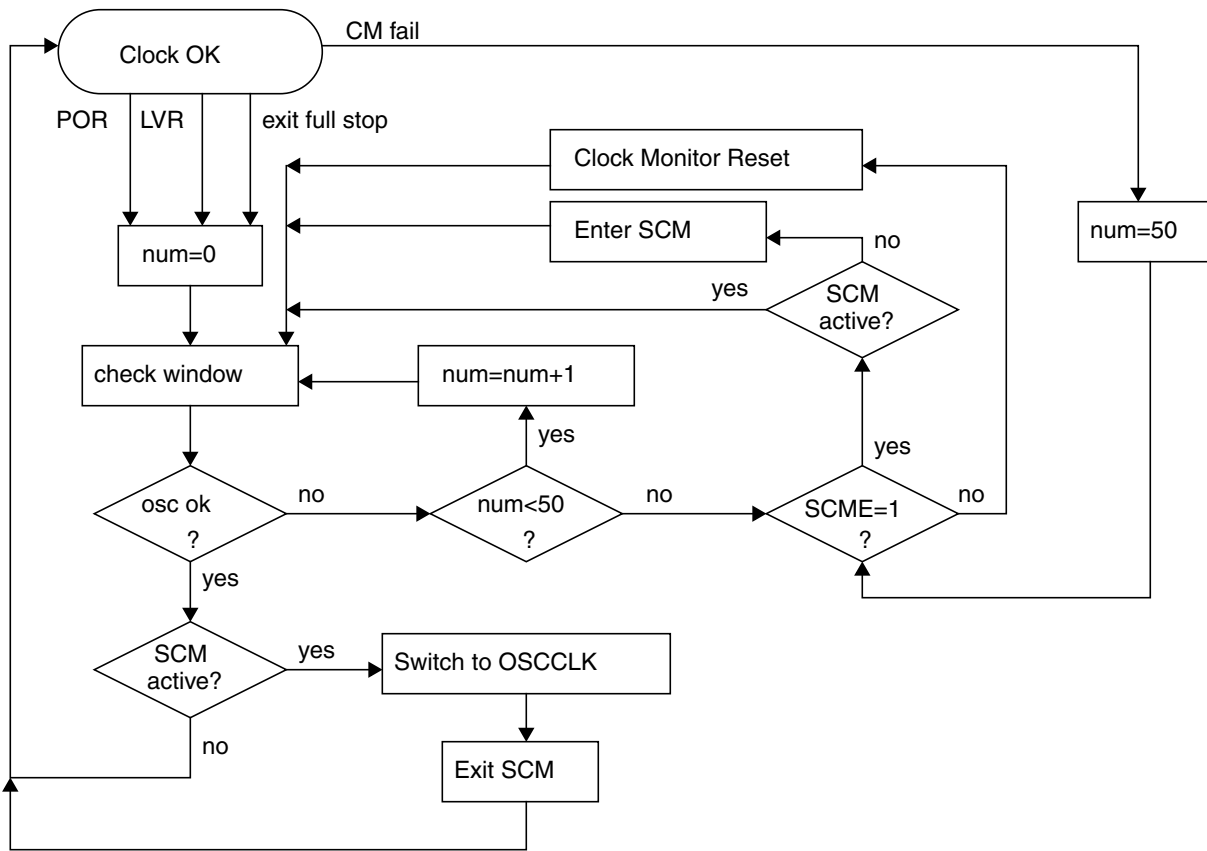 CM fail
Clock OK
POR
LVR
exit full stop
Clock Monitor Reset
Enter SCM
no
num=50
num=0
yes
SCM
active?
check window
num=num+1
yes
yes
osc ok
?
no
num<50
?
no
SCME=1
?
no
yes
SCM
active?
yes
Switch to OSCCLK
no
Exit SCM